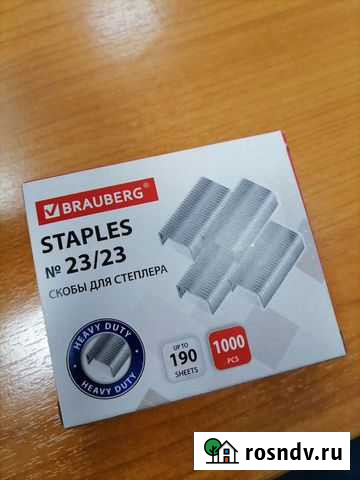 BRAUBERG®
STAPLES
№ 23/23
СКОБЫ ДЛЯ СТЕПЛЕРА
HEAVY DUTY
HEAVY DUTY
UP TO
190
SHEETS
1000
PCS
rosndv.ru